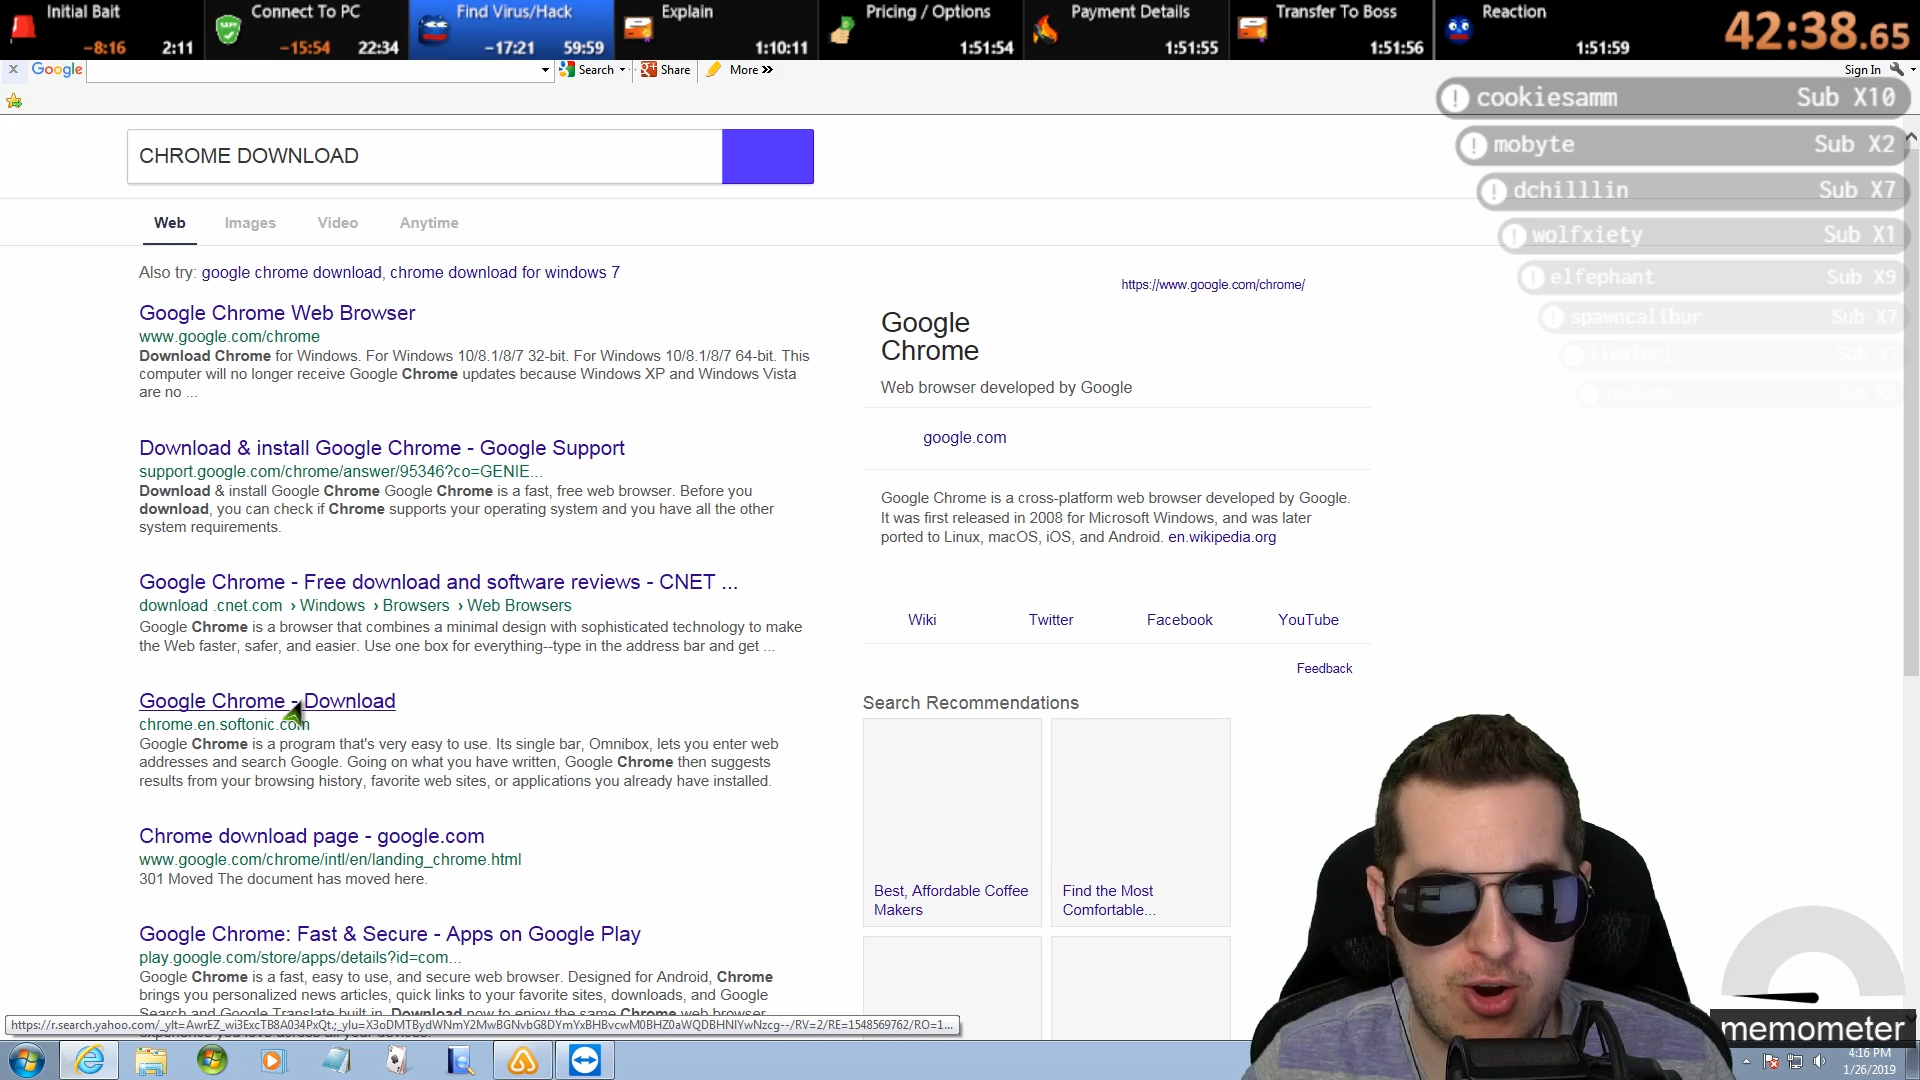 Initial Bait
-8:16 2:11
Connect To PC
-15:54 22:34
Find Virus/Hack
-17:21 59:59
Explain
1:10:11
Pricing / Options
1:51:54
Payment Details
1:51:55
Transfer To Boss
1:51:56
Reaction
1:51:59
42:38.65
x Google Search Share More » Sign In
cookiesamm Sub X10
mobyte Sub X2
dchilllin Sub X7
wolfxiety Sub X1
elfephant Sub X9
spawncalibur Sub X7
CHROME DOWNLOAD
Web Images Video Anytime
Also try: google chrome download, chrome download for windows 7
Google Chrome Web Browser
www.google.com/chrome
Download Chrome for Windows. For Windows 10/8.1/8/7 32-bit. For Windows 10/8.1/8/7 64-bit. This
computer will no longer receive Google Chrome updates because Windows XP and Windows Vista
are no ...
Download & install Google Chrome - Google Support
support.google.com/chrome/answer/95346?co=GENIE...
Download & install Google Chrome Google Chrome is a fast, free web browser. Before you
download, you can check if Chrome supports your operating system and you have all the other
system requirements.
Google Chrome - Free download and software reviews - CNET ...
download .cnet.com › Windows › Browsers › Web Browsers
Google Chrome is a browser that combines a minimal design with sophisticated technology to make
the Web faster, safer, and easier. Use one box for everything--type in the address bar and get ...
Google Chrome - Download
chrome.en.softonic.com
Google Chrome is a program that's very easy to use. Its single bar, Omnibox, lets you enter web
addresses and search Google. Going on what you have written, Google Chrome then suggests
results from your browsing history, favorite web sites, or applications you already have installed.
Chrome download page - google.com
www.google.com/chrome/intl/en/landing_chrome.html
301 Moved The document has moved here.
Google Chrome: Fast & Secure - Apps on Google Play
play.google.com/store/apps/details?id=com...
Google Chrome is a fast, easy to use, and secure web browser. Designed for Android, Chrome
brings you personalized news articles, quick links to your favorite sites, downloads, and Google
Search and Google Translate built in. Download now to enjoy the same Chrome web browser
https://www.google.com/chrome/
Google
Chrome
Web browser developed by Google
google.com
Google Chrome is a cross-platform web browser developed by Google.
It was first released in 2008 for Microsoft Windows, and was later
ported to Linux, macOS, iOS, and Android. en.wikipedia.org
Wiki Twitter Facebook YouTube
Feedback
Search Recommendations
Best, Affordable Coffee
Makers
Find the Most
Comfortable...
memometer
4:16 PM
1/26/2019